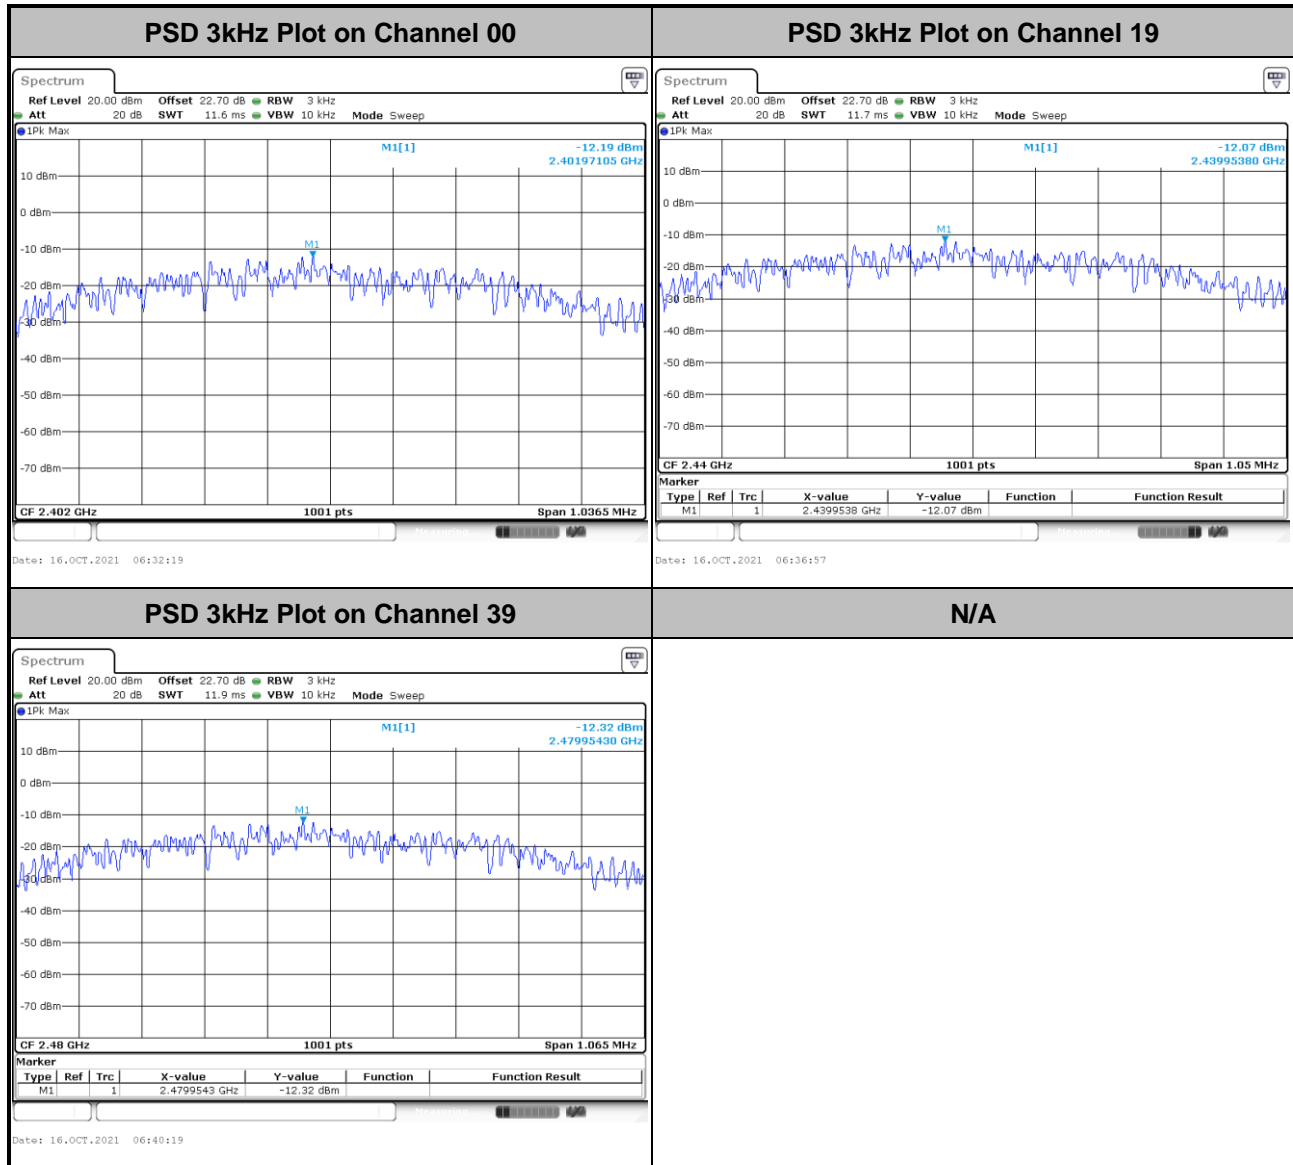 PSD 3kHz Plot on Channel 00
Spectrum
Ref Level 20.00 dBm Offset 22.70 dB RBW 3 kHz
Att 20 dB SWT 11.6 ms VBW 10 kHz Mode Sweep
1Pk Max
M1[1] -12.19 dBm
2.40197105 GHz
10 dBm
0 dBm
M1
-10 dBm
-20 dBm
-30 dBm
-40 dBm
-50 dBm
-60 dBm
-70 dBm
CF 2.402 GHz 1001 pts Span 1.0365 MHz
Measuring...
Date: 16.OCT.2021 06:32:19
PSD 3kHz Plot on Channel 19
Spectrum
Ref Level 20.00 dBm Offset 22.70 dB RBW 3 kHz
Att 20 dB SWT 11.7 ms VBW 10 kHz Mode Sweep
1Pk Max
M1[1] -12.07 dBm
2.43995380 GHz
10 dBm
0 dBm
M1
-10 dBm
-20 dBm
-30 dBm
-40 dBm
-50 dBm
-60 dBm
-70 dBm
CF 2.44 GHz 1001 pts Span 1.05 MHz
Marker
Type Ref Trc X-value Y-value Function Function Result
M1 1 2.4399538 GHz -12.07 dBm
Measuring...
Date: 16.OCT.2021 06:36:57
PSD 3kHz Plot on Channel 39
Spectrum
Ref Level 20.00 dBm Offset 22.70 dB RBW 3 kHz
Att 20 dB SWT 11.9 ms VBW 10 kHz Mode Sweep
1Pk Max
M1[1] -12.32 dBm
2.47995430 GHz
10 dBm
0 dBm
M1
-10 dBm
-20 dBm
-30 dBm
-40 dBm
-50 dBm
-60 dBm
-70 dBm
CF 2.48 GHz 1001 pts Span 1.065 MHz
Marker
Type Ref Trc X-value Y-value Function Function Result
M1 1 2.4799543 GHz -12.32 dBm
Measuring...
Date: 16.OCT.2021 06:40:19
N/A